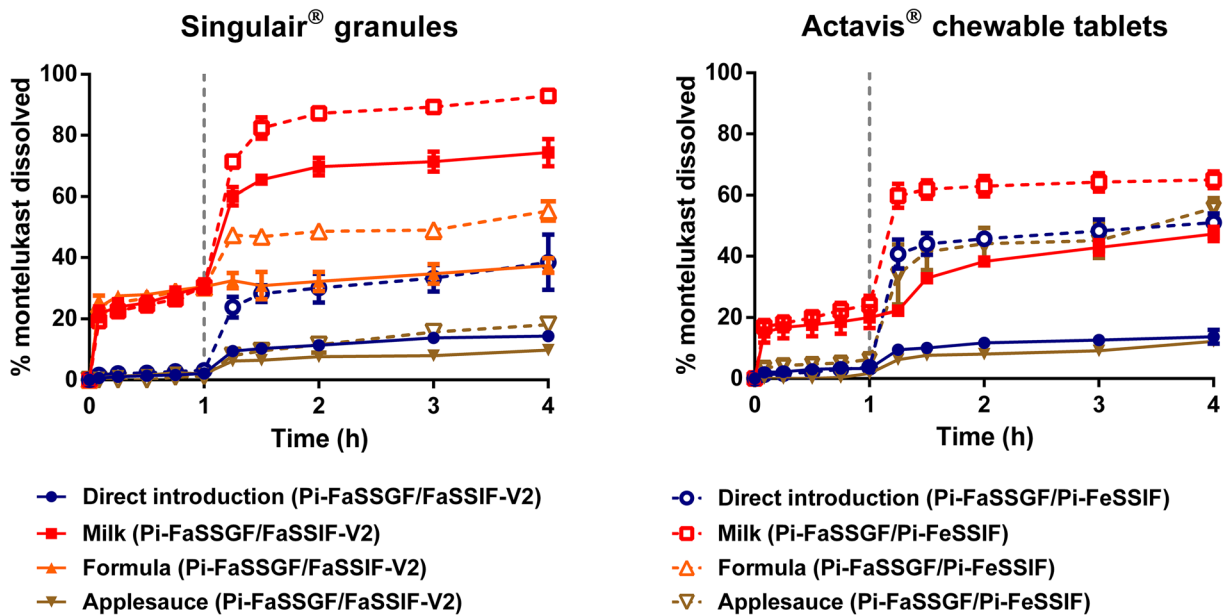 Singulair® granules
% montelukast dissolved
100
80
60
40
20
0
0 1 2 3 4
Time (h)
Actavis® chewable tablets
% montelukast dissolved
100
80
60
40
20
0
0 1 2 3 4
Time (h)
Direct introduction (Pi-FaSSGF/FaSSIF-V2)
Milk (Pi-FaSSGF/FaSSIF-V2)
Formula (Pi-FaSSGF/FaSSIF-V2)
Applesauce (Pi-FaSSGF/FaSSIF-V2)
Direct introduction (Pi-FaSSGF/Pi-FeSSIF)
Milk (Pi-FaSSGF/Pi-FeSSIF)
Formula (Pi-FaSSGF/Pi-FeSSIF)
Applesauce (Pi-FaSSGF/Pi-FeSSIF)